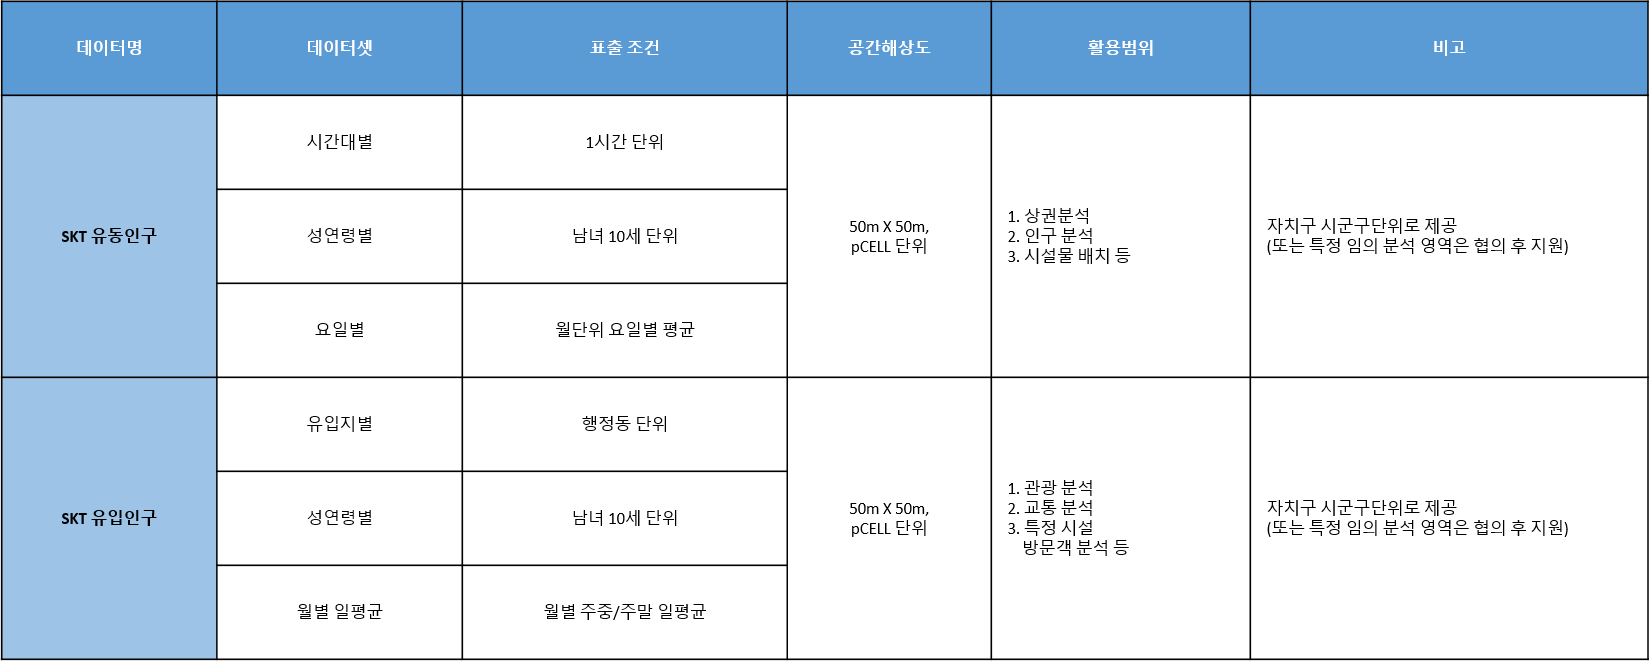 데이터명
데이터셋
표출 조건
공간해상도
활용범위
비고
SKT 유동인구
시간대별
1시간 단위
성연령별
남녀 10세 단위
요일별
월단위 요일별 평균
50m X 50m,
pCELL 단위
1. 상권분석
2. 인구 분석
3. 시설물 배치 등
자치구 시군구단위로 제공
(또는 특정 임의 분석 영역은 협의 후 지원)
SKT 유입인구
유입지별
행정동 단위
성연령별
남녀 10세 단위
월별 일평균
월별 주중/주말 일평균
50m X 50m,
pCELL 단위
1. 관광 분석
2. 교통 분석
3. 특정 시설
방문객 분석 등
자치구 시군구단위로 제공
(또는 특정 임의 분석 영역은 협의 후 지원)